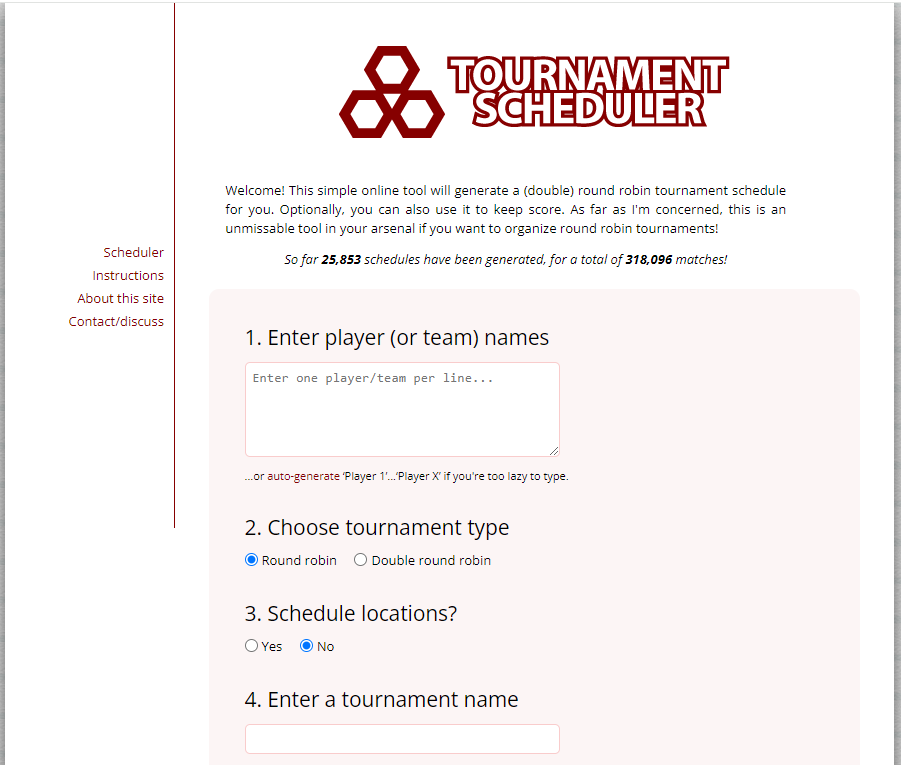 TOURNAMENT
SCHEDULER
Welcome! This simple online tool will generate a (double) round robin tournament schedule
for you. Optionally, you can also use it to keep score. As far as I'm concerned, this is an
unmissable tool in your arsenal if you want to organize round robin tournaments!
So far 25,853 schedules have been generated, for a total of 318,096 matches!
Scheduler
Instructions
About this site
Contact/discuss
1. Enter player (or team) names
Enter one player/team per line...
...or auto-generate ‘Player 1’...‘Player X’ if you're too lazy to type.
2. Choose tournament type
Round robin Double round robin
3. Schedule locations?
Yes No
4. Enter a tournament name